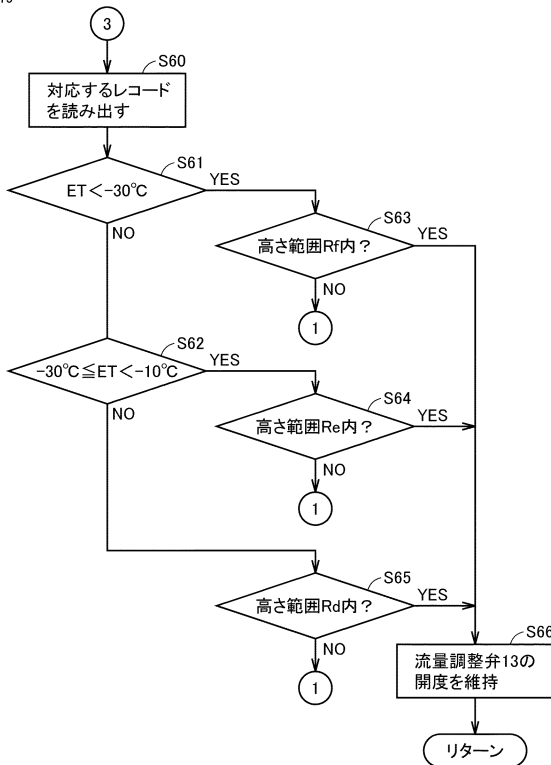 3
S60
対応するレコード
を読み出す
S61
ET<-30℃
YES
NO
S63
高さ範囲Rf内？
YES
NO
1
S62
-30℃≦ET<-10℃
YES
NO
S64
高さ範囲Re内？
YES
NO
1
S65
高さ範囲Rd内？
YES
NO
1
S66
流量調整弁13の
開度を維持
リターン